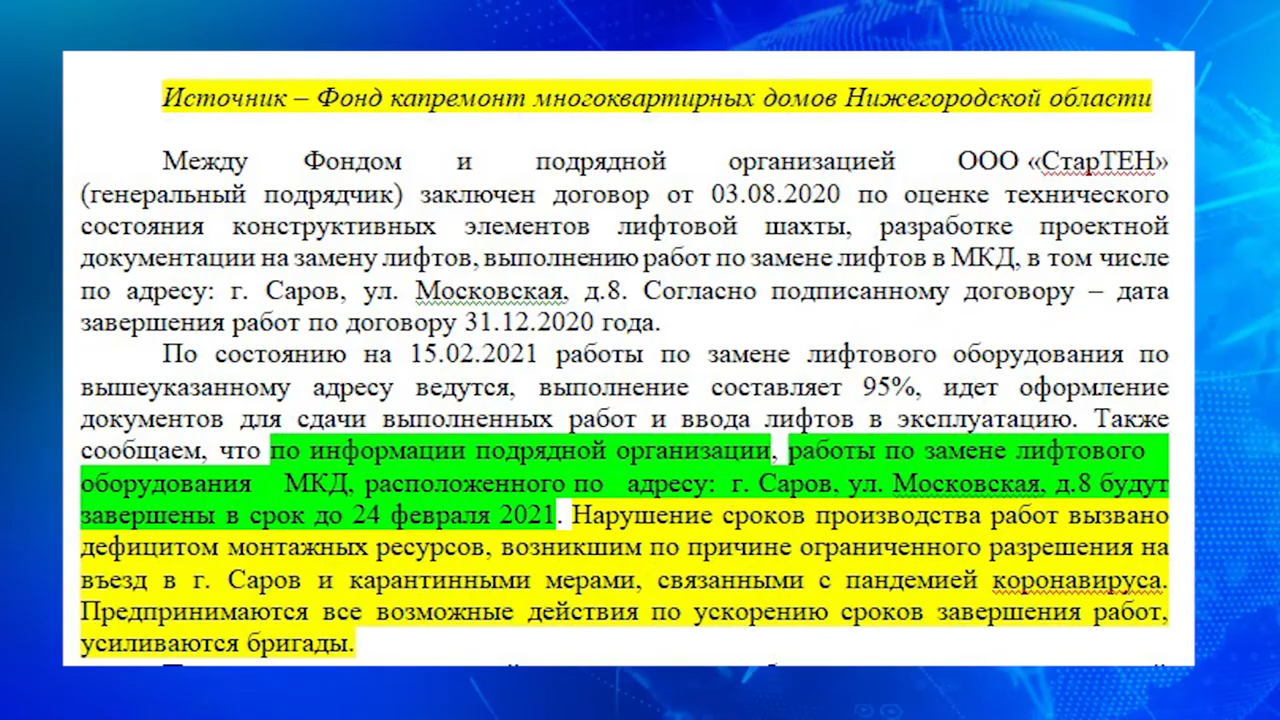 Источник – Фонд капремонт многоквартирных домов Нижегородской области
Между Фондом и подрядной организацией ООО «СтарТЕН»
(генеральный подрядчик) заключен договор от 03.08.2020 по оценке технического
состояния конструктивных элементов лифтовой шахты, разработке проектной
документации на замену лифтов, выполнению работ по замене лифтов в МКД, в том числе
по адресу: г. Саров, ул. Московская, д.8. Согласно подписанному договору – дата
завершения работ по договору 31.12.2020 года.
По состоянию на 15.02.2021 работы по замене лифтового оборудования по
вышеуказанному адресу ведутся, выполнение составляет 95%, идет оформление
документов для сдачи выполненных работ и ввода лифтов в эксплуатацию. Также
сообщаем, что по информации подрядной организации, работы по замене лифтового
оборудования МКД, расположенного по адресу: г. Саров, ул. Московская, д.8 будут
завершены в срок до 24 февраля 2021. Нарушение сроков производства работ вызвано
дефицитом монтажных ресурсов, возникшим по причине ограниченного разрешения на
въезд в г. Саров и карантинными мерами, связанными с пандемией коронавируса.
Предпринимаются все возможные действия по ускорению сроков завершения работ,
усиливаются бригады.